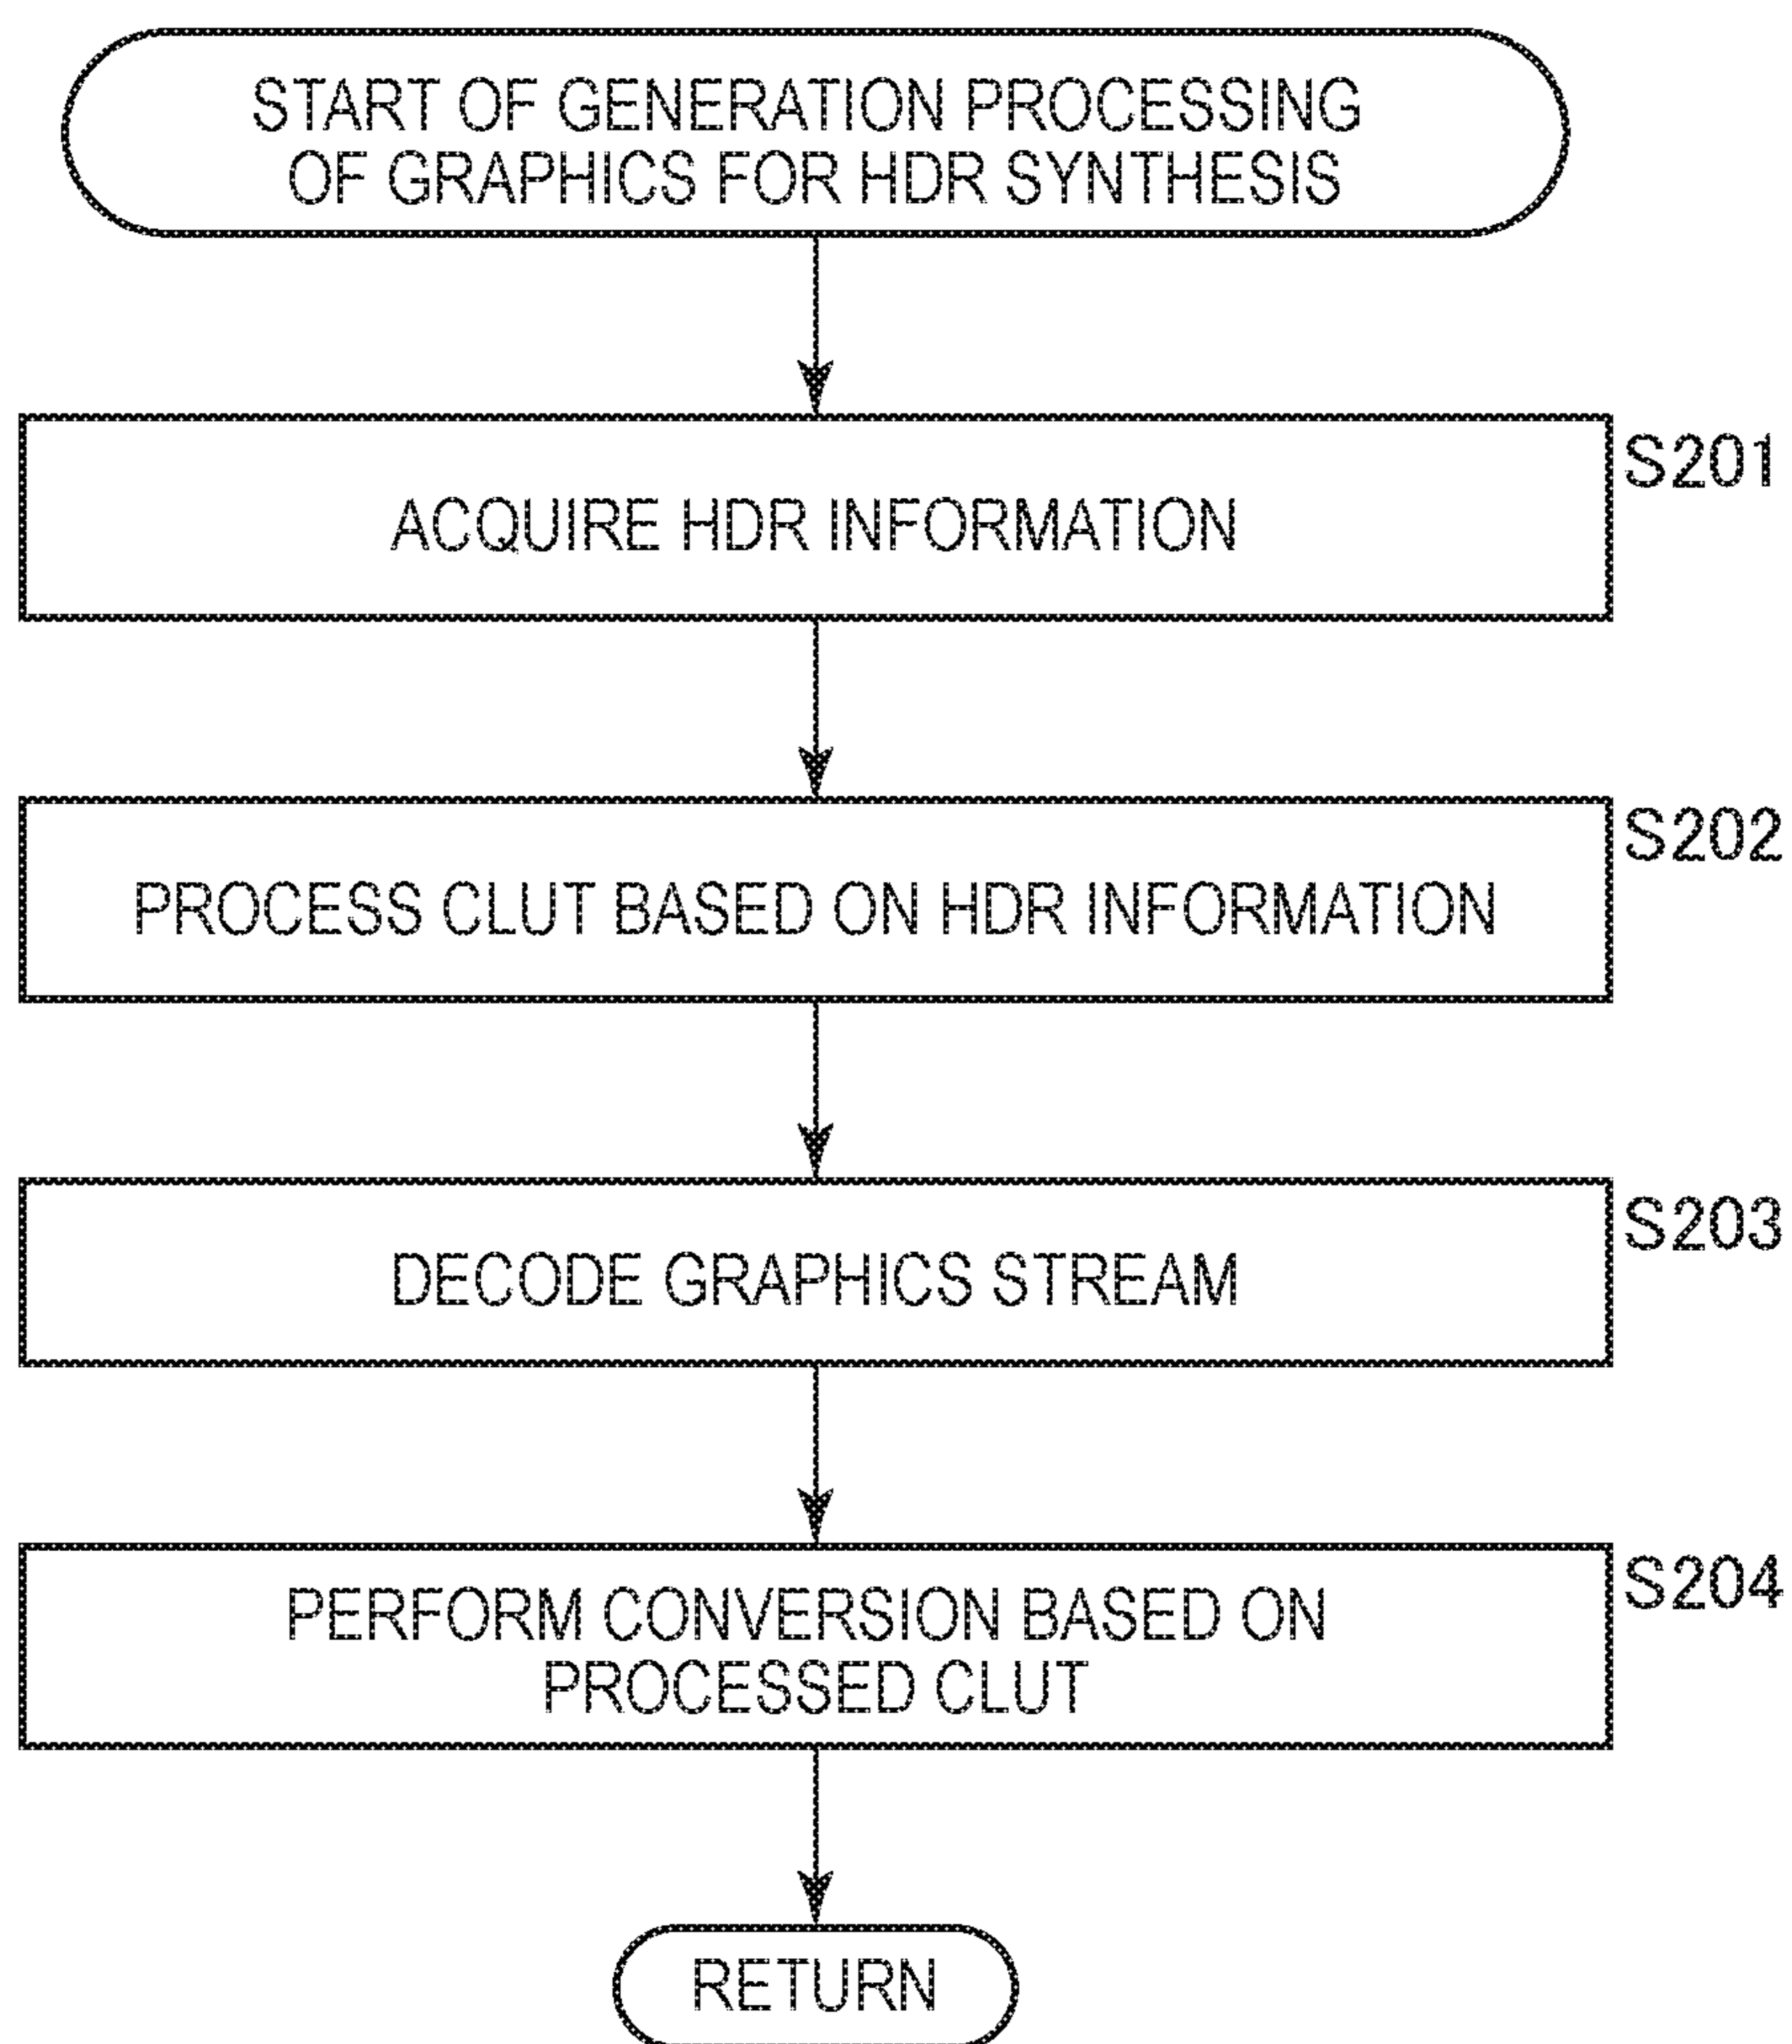 START OF GENERATION PROCESSING
OF GRAPHICS FOR HDR SYNTHESIS
S201
ACQUIRE HDR INFORMATION
S202
PROCESS CLUT BASED ON HDR INFORMATION
S203
DECODE GRAPHICS STREAM
S204
PERFORM CONVERSION BASED ON
PROCESSED CLUT
RETURN